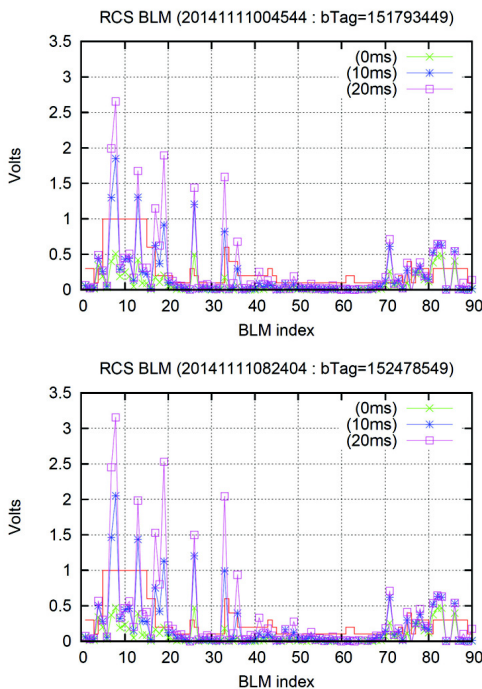 RCS BLM (20141111004544 : bTag=151793449)
3.5
3
2.5
2
1.5
1
0.5
0
Volts
(0ms)
(10ms)
(20ms)
0 10 20 30 40 50 60 70 80 90
BLM index
RCS BLM (20141111082404 : bTag=152478549)
3.5
3
2.5
2
1.5
1
0.5
0
Volts
(0ms)
(10ms)
(20ms)
0 10 20 30 40 50 60 70 80 90
BLM index